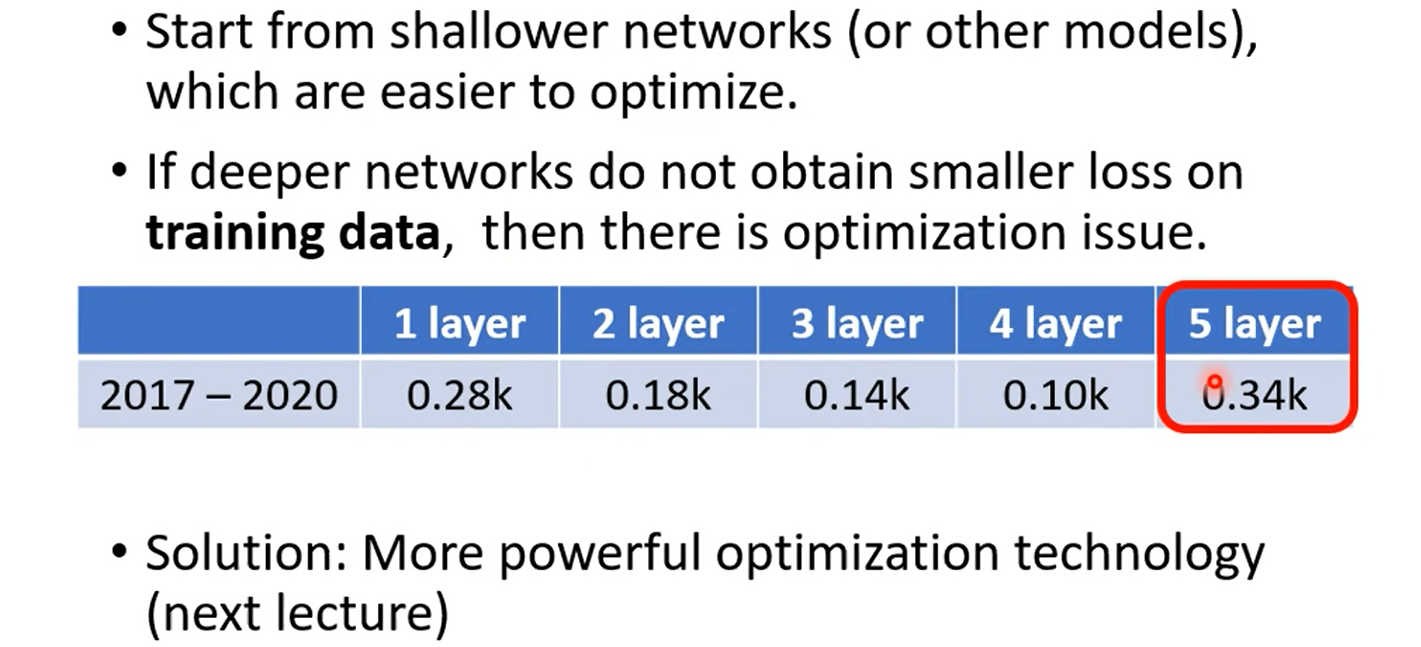 • Start from shallower networks (or other models),
which are easier to optimize.
• If deeper networks do not obtain smaller loss on
training data, then there is optimization issue.
1 layer 2 layer 3 layer 4 layer 5 layer
2017 – 2020 0.28k 0.18k 0.14k 0.10k 0.34k
• Solution: More powerful optimization technology
(next lecture)